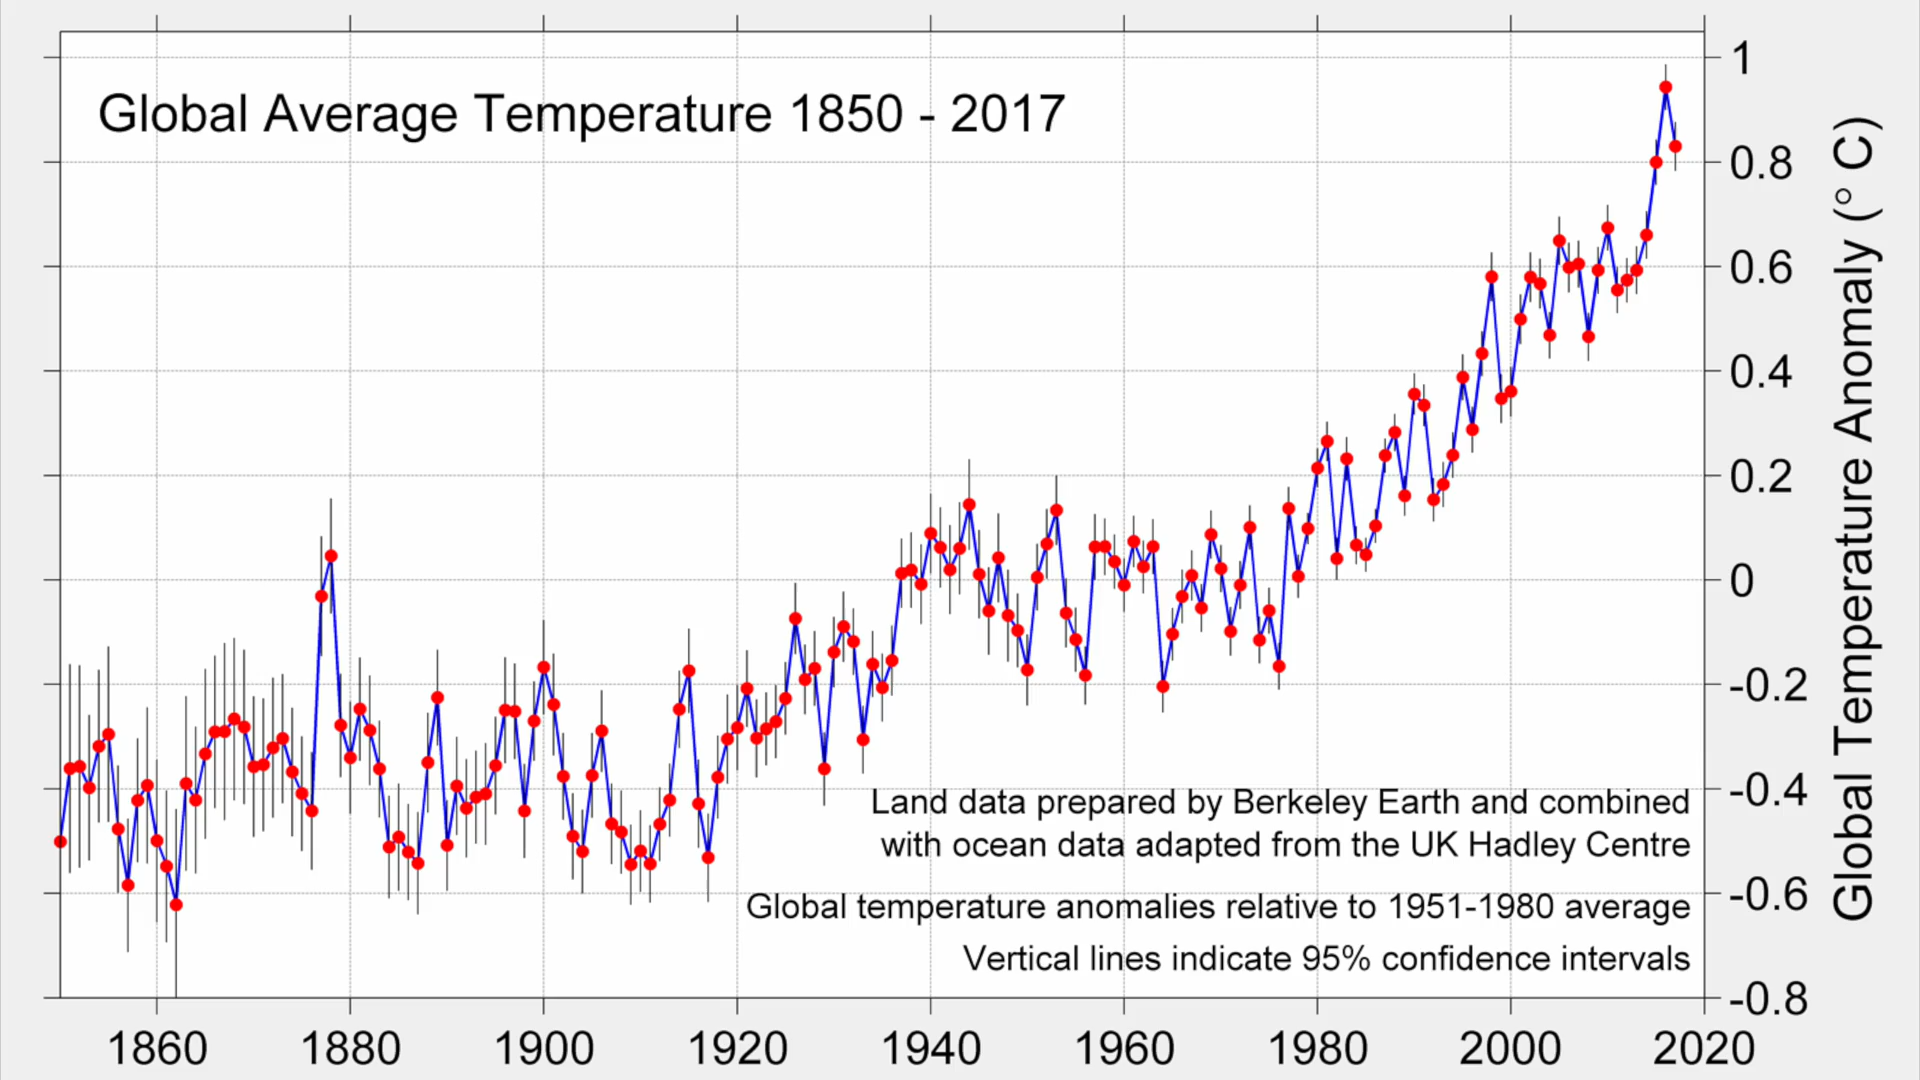 Global Average Temperature 1850 - 2017
1
0.8
0.6
0.4
0.2
0
-0.2
-0.4
-0.6
-0.8
Global Temperature Anomaly (° C)
Land data prepared by Berkeley Earth and combined
with ocean data adapted from the UK Hadley Centre
Global temperature anomalies relative to 1951-1980 average
Vertical lines indicate 95% confidence intervals
1860 1880 1900 1920 1940 1960 1980 2000 2020